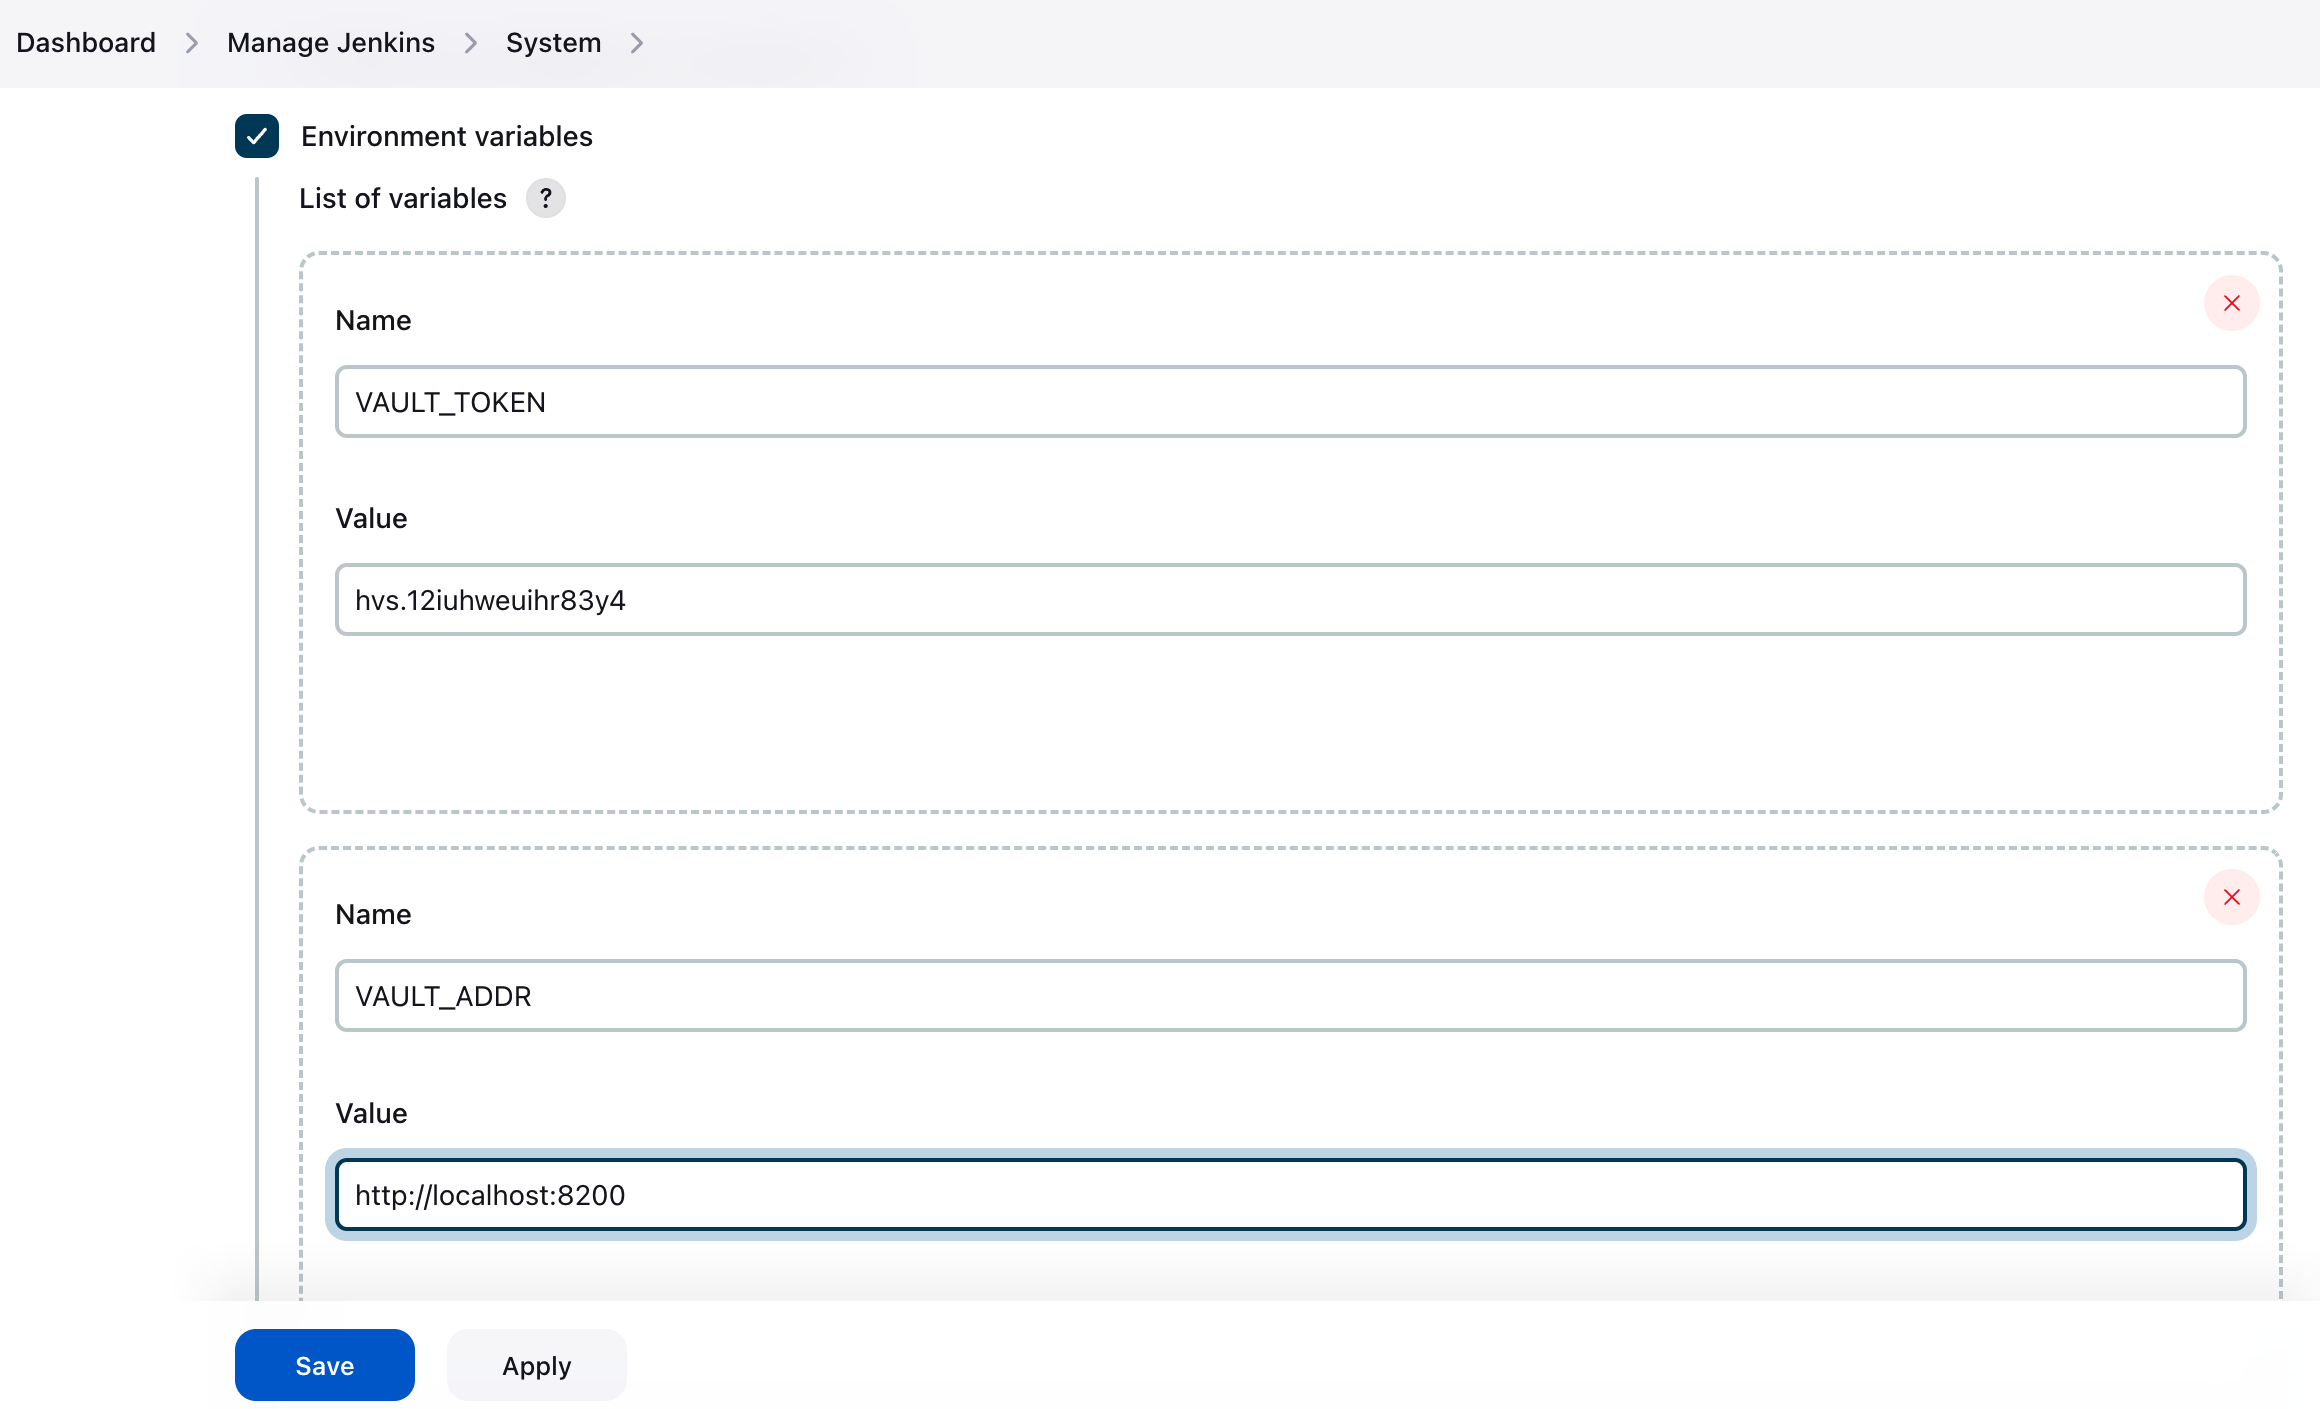 Dashboard > Manage Jenkins > System >
Environment variables
List of variables ?
Name
VAULT_TOKEN
Value
hvs.12iuhweuihr83y4
Name
VAULT_ADDR
Value
http://localhost:8200
Save Apply